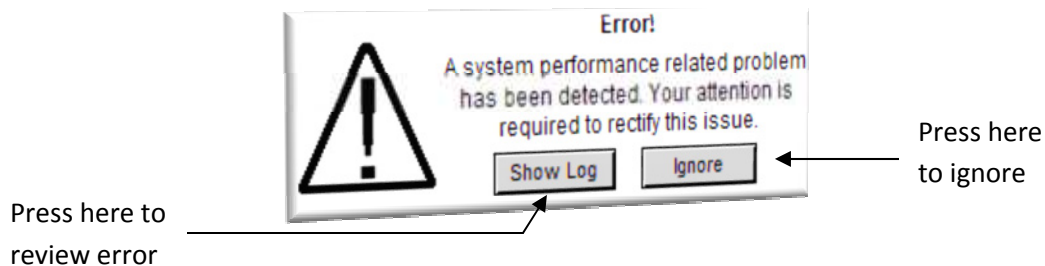 Error!
A system performance related problem
has been detected. Your attention is
required to rectify this issue.
Show Log
Ignore
Press here
to ignore
Press here to
review error